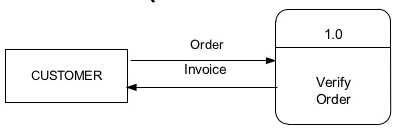 Order
1.0
Invoice
CUSTOMER
Verify
Order